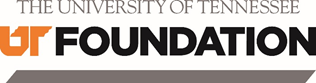 THE UNIVERSITY OF TENNESSEE
UT FOUNDATION